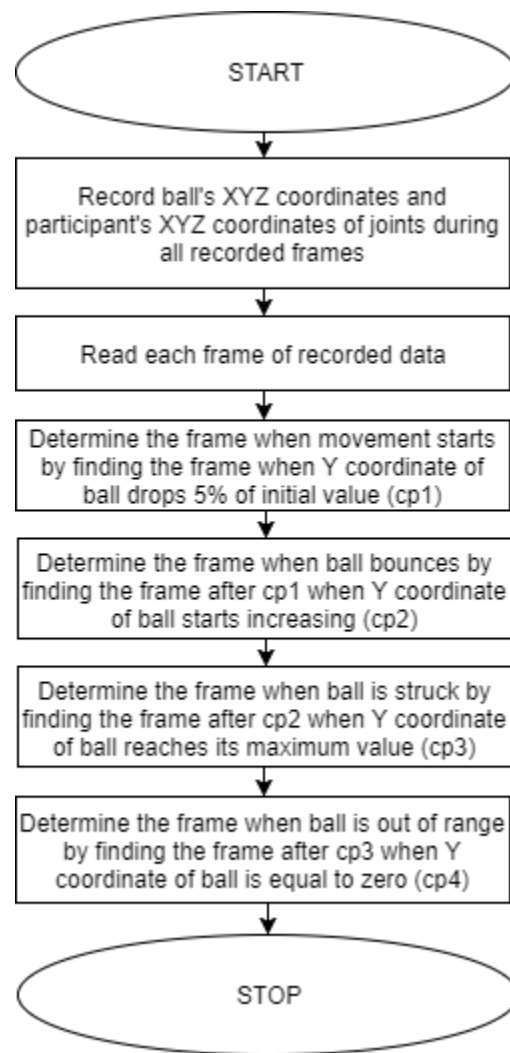 START
Record ball's XYZ coordinates and
participant's XYZ coordinates of joints during
all recorded frames
Read each frame of recorded data
Determine the frame when movement starts
by finding the frame when Y coordinate of
ball drops 5% of initial value (cp1)
Determine the frame when ball bounces by
finding the frame after cp1 when Y coordinate
of ball starts increasing (cp2)
Determine the frame when ball is struck by
finding the frame after cp2 when Y coordinate
of ball reaches its maximum value (cp3)
Determine the frame when ball is out of range
by finding the frame after cp3 when Y
coordinate of ball is equal to zero (cp4)
STOP